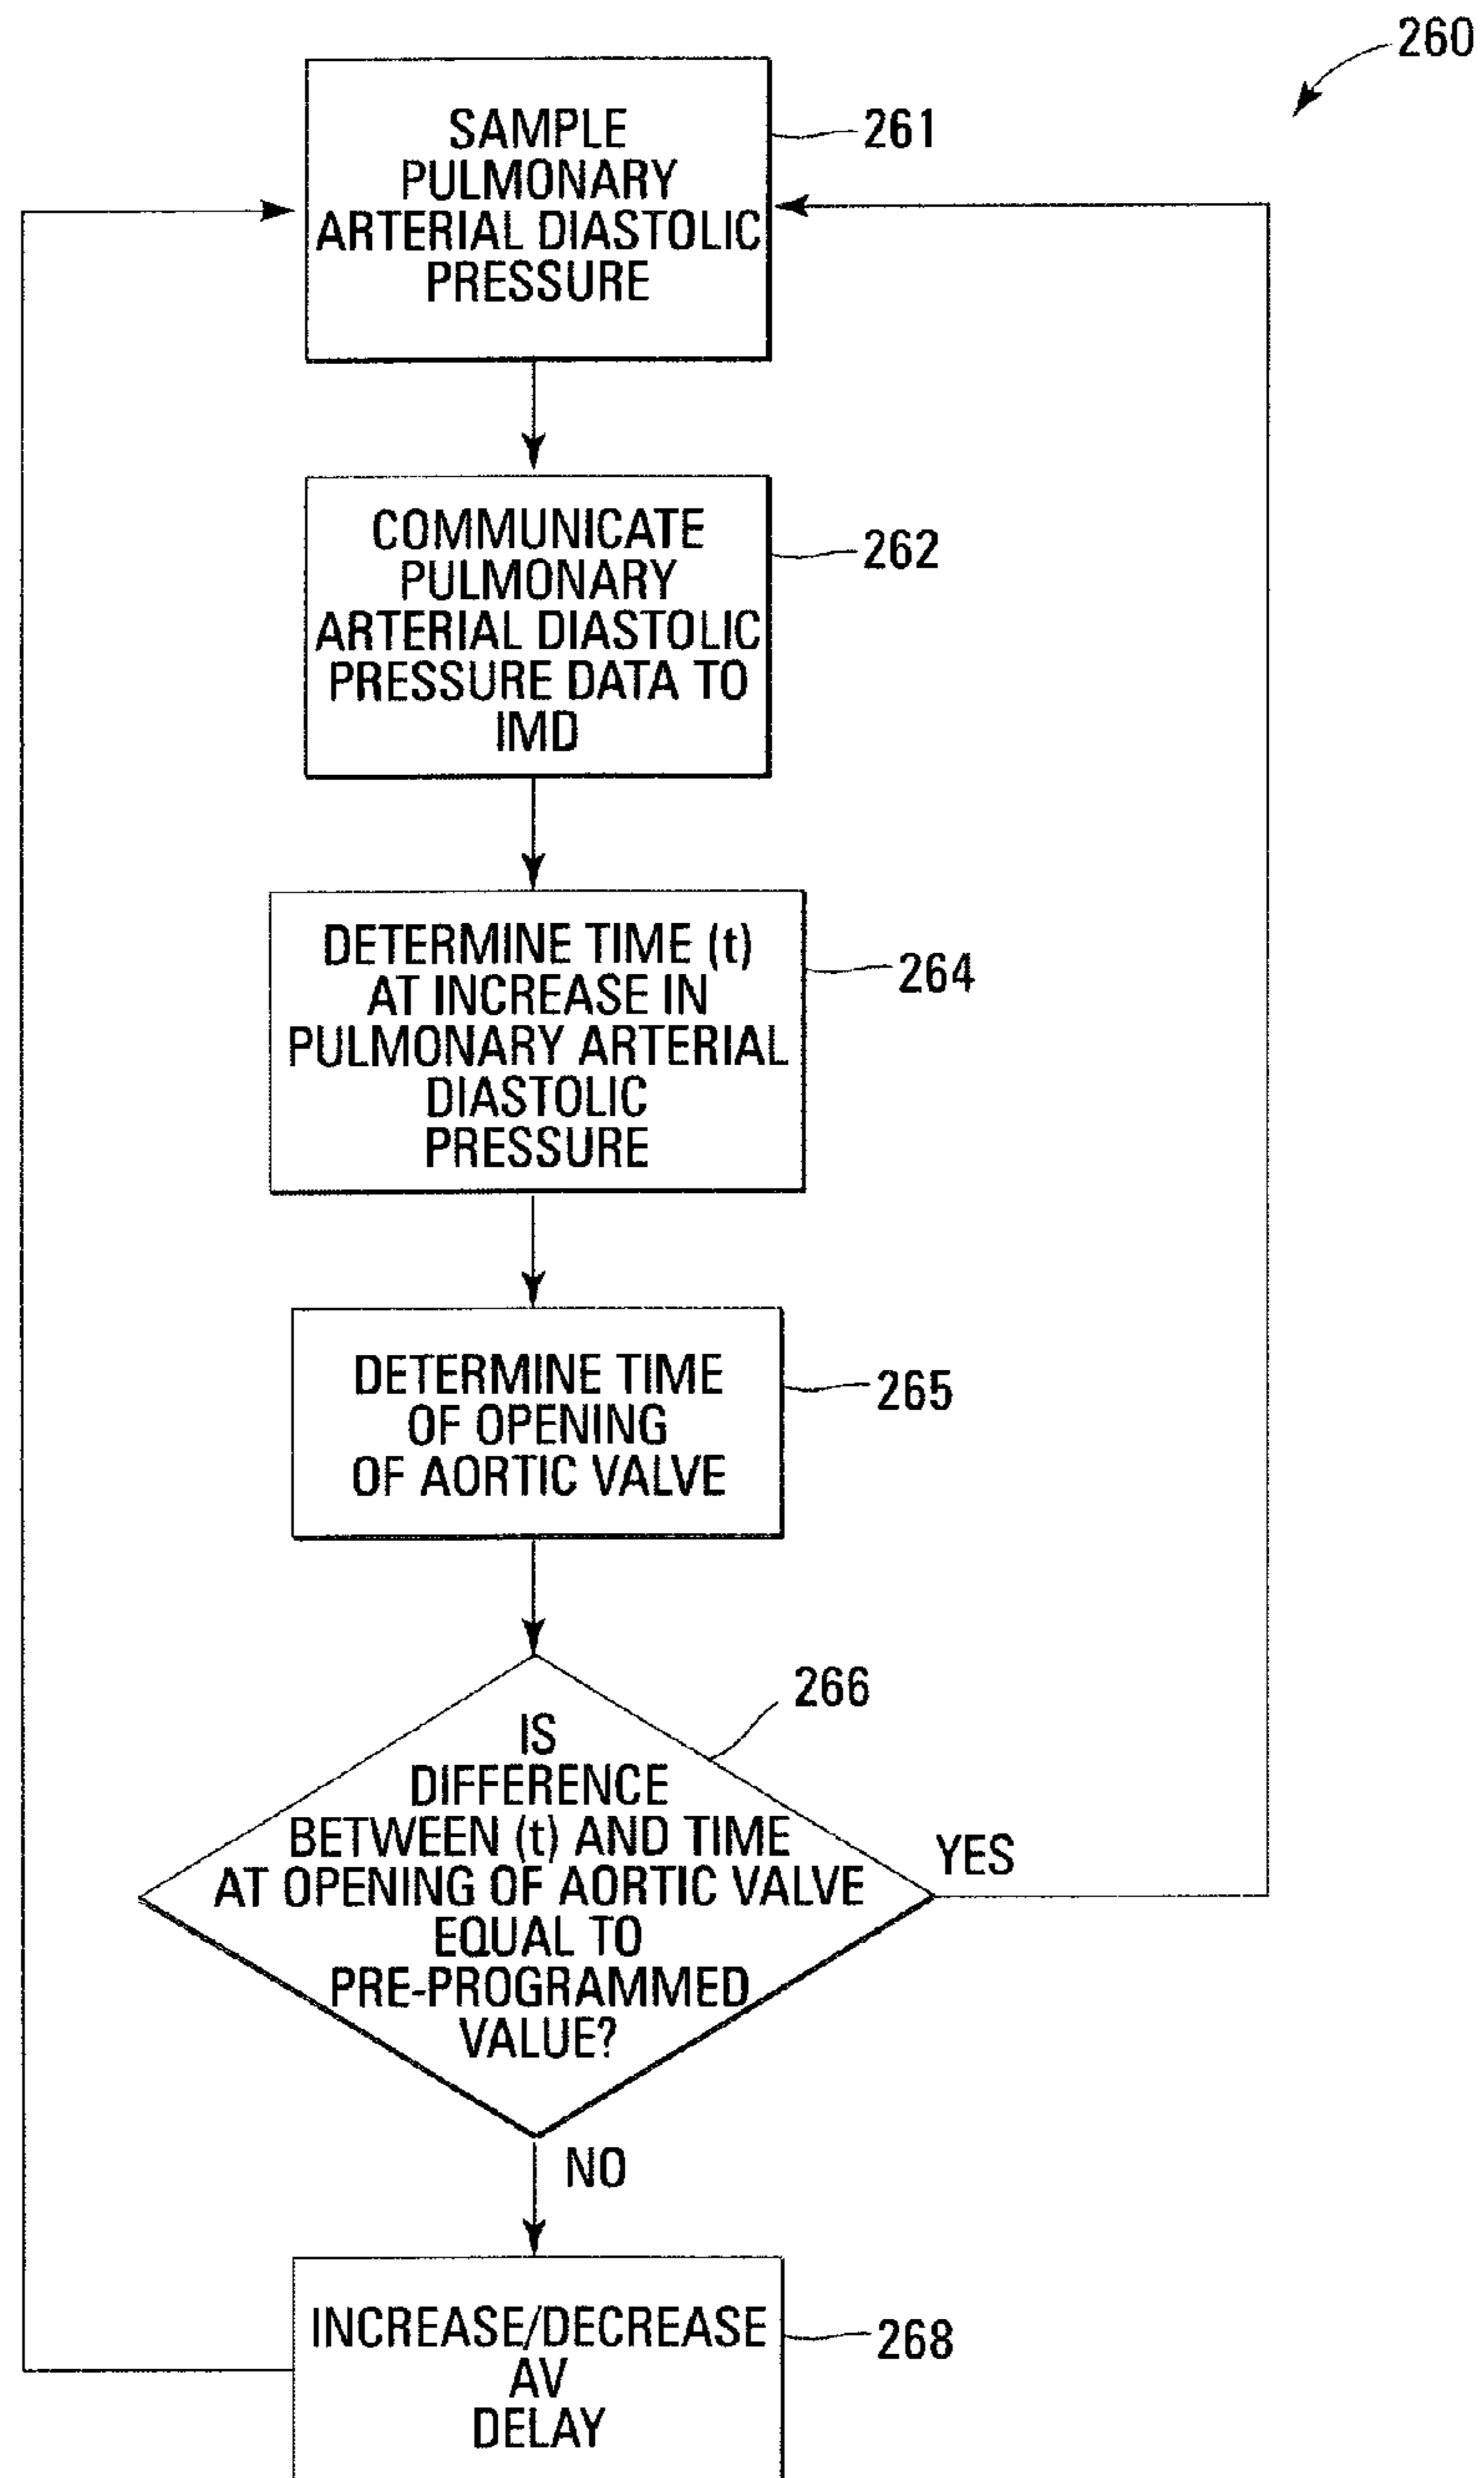 260
SAMPLE
PULMONARY
ARTERIAL DIASTOLIC
PRESSURE
261
COMMUNICATE
PULMONARY
ARTERIAL DIASTOLIC
PRESSURE DATA TO
IMD
262
DETERMINE TIME (t)
AT INCREASE IN
PULMONARY ARTERIAL
DIASTOLIC
PRESSURE
264
DETERMINE TIME
OF OPENING
OF AORTIC VALVE
265
266
IS
DIFFERENCE
BETWEEN (t) AND TIME
AT OPENING OF AORTIC VALVE
EQUAL TO
PRE-PROGRAMMED
VALUE?
YES
NO
INCREASE/DECREASE
AV
DELAY
268